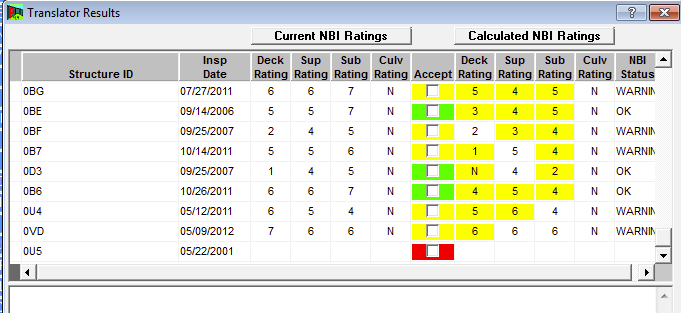 Translator Results
Current NBI Ratings Calculated NBI Ratings
Structure ID Insp Date Deck Rating Sup Rating Sub Rating Culv Rating Accept Deck Rating Sup Rating Sub Rating Culv Rating NBI Status
0BG 07/27/2011 6 6 7 N 5 4 5 N WARNIN
0BE 09/14/2006 5 5 7 N 3 4 5 N OK
0BF 09/25/2007 2 4 5 N 2 3 4 N WARNIN
0B7 10/14/2011 5 5 6 N 1 5 4 N WARNIN
0D3 09/25/2007 1 4 5 N N 4 2 N OK
0B6 10/26/2011 6 6 7 N 4 5 4 N OK
0U4 05/12/2011 6 5 4 N 5 6 4 N WARNIN
0VD 05/09/2012 7 6 6 N 6 6 6 N WARNIN
0U5 05/22/2001